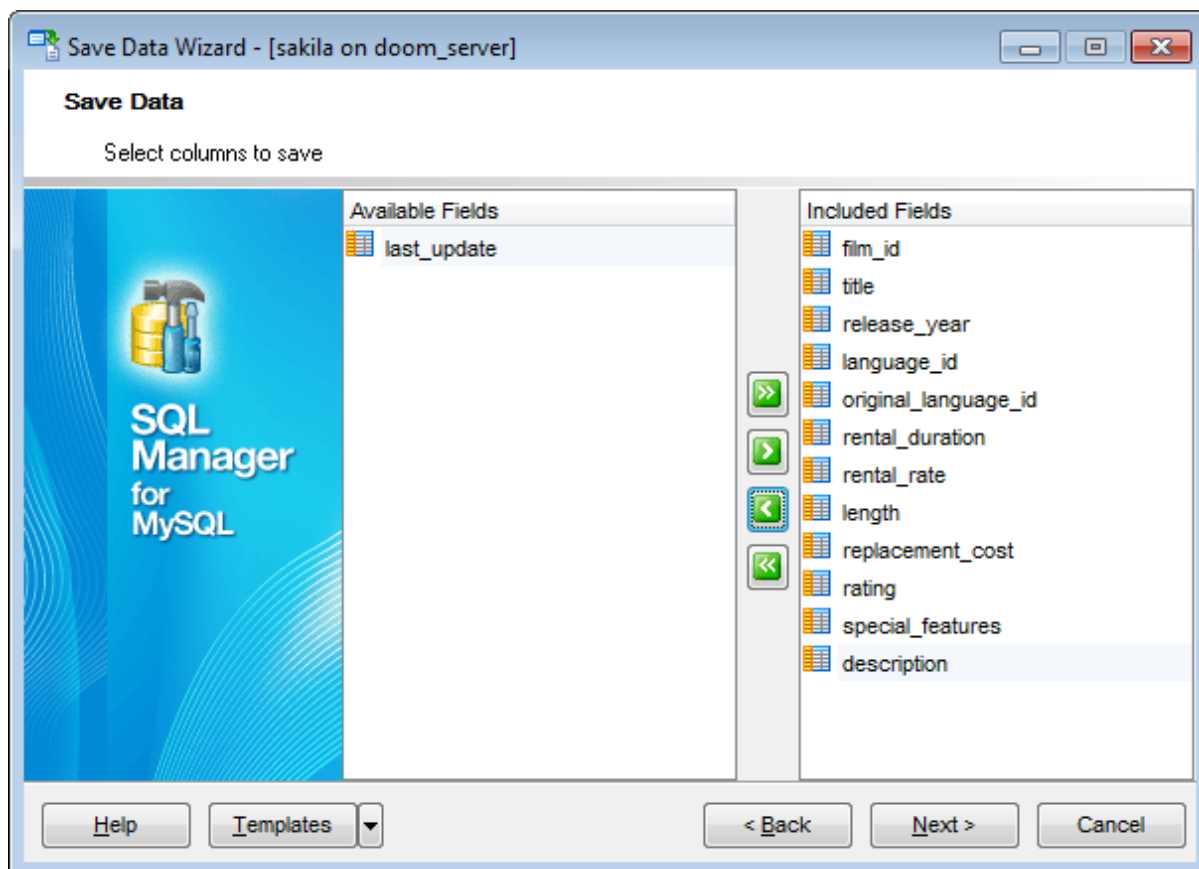 Save Data Wizard - [sakila on doom_server]
Save Data
Select columns to save
SQL
Manager
for
MySQL
Available Fields
last_update
Included Fields
film_id
title
release_year
language_id
original_language_id
rental_duration
rental_rate
length
replacement_cost
rating
special_features
description
Help
Templates
< Back
Next >
Cancel